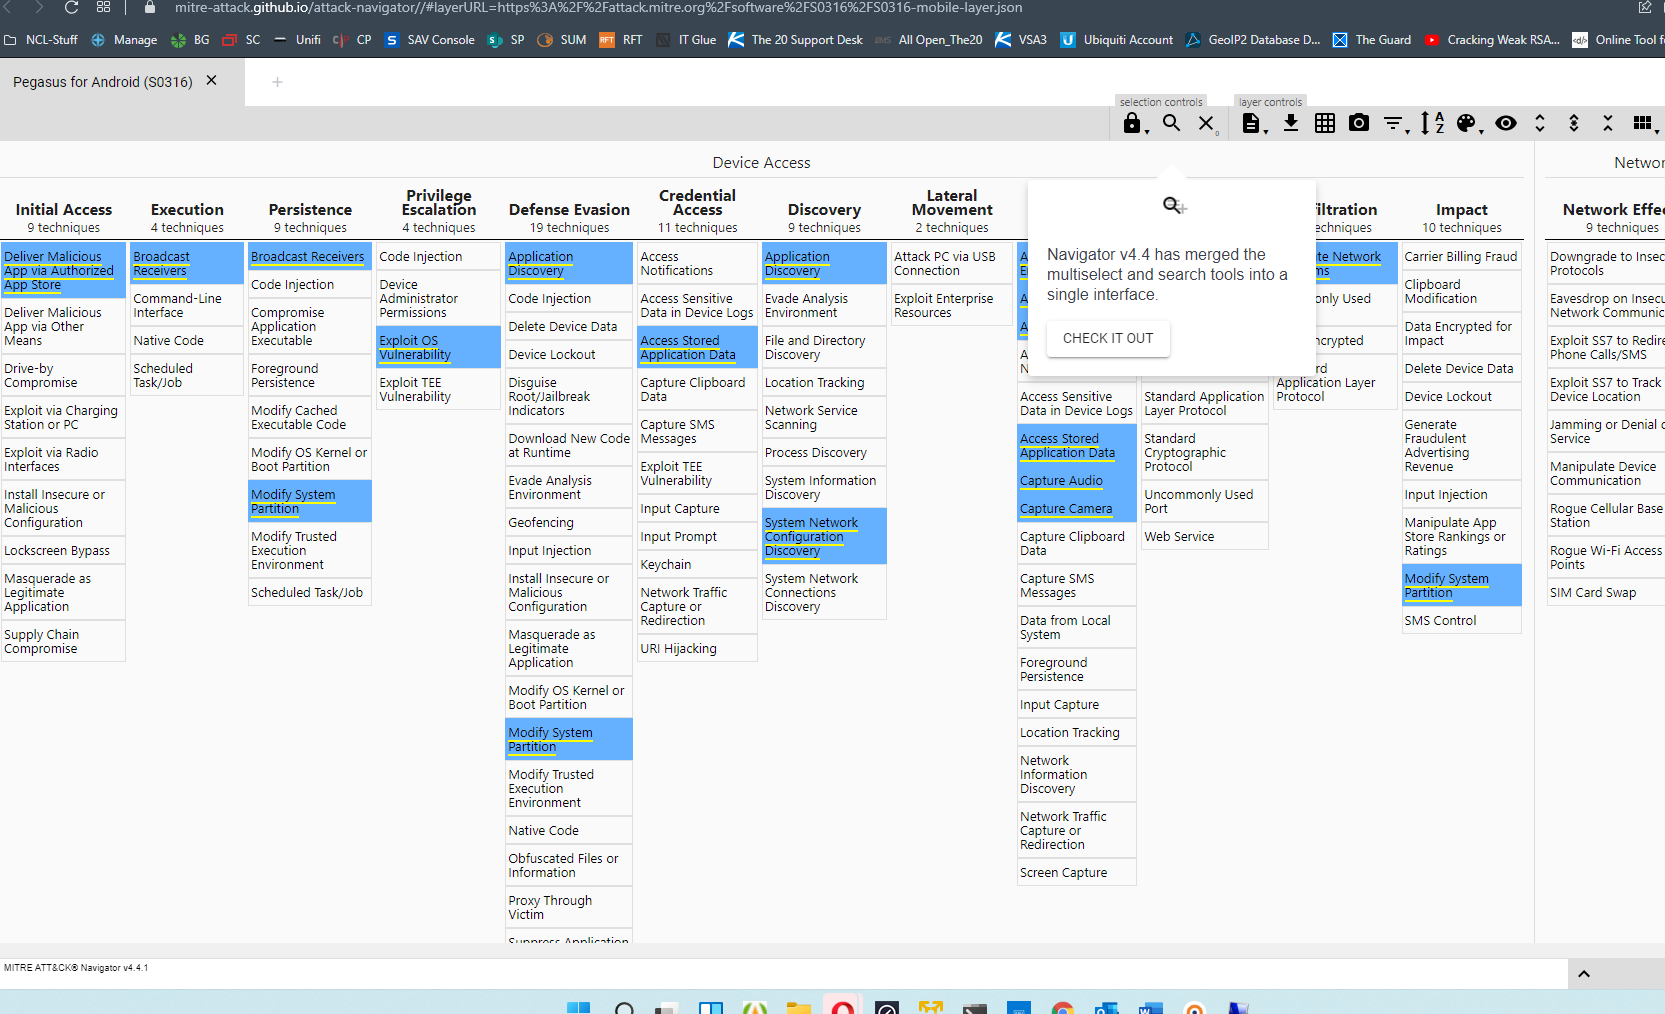 mitre-attack.github.io/attack-navigator//#layerURL=https%3A%2F%2Fattack.mitre.org%2Fsoftware%2FS0316%2FS0316-mobile-layer.json
NCL-Stuff Manage BG SC Unifi CP SAV Console SP SUM RFT IT Glue The 20 Support Desk All Open_The20 VSA3 Ubiquiti Account GeoIP2 Database D... The Guard Cracking Weak RSA... Online Tool f
Pegasus for Android (S0316)
selection controls layer controls
Device Access
Initial Access
9 techniques
Deliver Malicious
App via Authorized
App Store
Deliver Malicious
App via Other
Means
Drive-by
Compromise
Exploit via Charging
Station or PC
Exploit via Radio
Interfaces
Install Insecure or
Malicious
Configuration
Lockscreen Bypass
Masquerade as
Legitimate
Application
Supply Chain
Compromise
Execution
4 techniques
Broadcast
Receivers
Command-Line
Interface
Native Code
Scheduled
Task/Job
Persistence
9 techniques
Broadcast Receivers
Code Injection
Compromise
Application
Executable
Foreground
Persistence
Modify Cached
Executable Code
Modify OS Kernel or
Boot Partition
Modify System
Partition
Modify Trusted
Execution
Environment
Scheduled Task/Job
Privilege
Escalation
4 techniques
Code Injection
Device
Administrator
Permissions
Exploit OS
Vulnerability
Exploit TEE
Vulnerability
Defense Evasion
19 techniques
Application
Discovery
Code Injection
Delete Device Data
Device Lockout
Disguise
Root/Jailbreak
Indicators
Download New Code
at Runtime
Evade Analysis
Environment
Geofencing
Input Injection
Install Insecure or
Malicious
Configuration
Masquerade as
Legitimate
Application
Modify OS Kernel or
Boot Partition
Modify System
Partition
Modify Trusted
Execution
Environment
Native Code
Obfuscated Files or
Information
Proxy Through
Victim
Suppress Application
Credential
Access
11 techniques
Access
Notifications
Access Sensitive
Data in Device Logs
Access Stored
Application Data
Capture Clipboard
Data
Capture SMS
Messages
Exploit TEE
Vulnerability
Input Capture
Input Prompt
Keychain
Network Traffic
Capture or
Redirection
URI Hijacking
Discovery
9 techniques
Application
Discovery
Evade Analysis
Environment
File and Directory
Discovery
Location Tracking
Network Service
Scanning
Process Discovery
System Information
Discovery
System Network
Configuration
Discovery
System Network
Connections
Discovery
Lateral
Movement
2 techniques
Attack PC via USB
Connection
Exploit Enterprise
Resources
Navigator v4.4 has merged the
multiselect and search tools into a
single interface.
CHECK IT OUT
Access Sensitive
Data in Device Logs
Access Stored
Application Data
Capture Audio
Capture Camera
Capture Clipboard
Data
Capture SMS
Messages
Data from Local
System
Foreground
Persistence
Input Capture
Location Tracking
Network
Information
Discovery
Network Traffic
Capture or
Redirection
Screen Capture
Standard Application
Layer Protocol
Standard
Cryptographic
Protocol
Uncommonly Used
Port
Web Service
filtration
techniques
Network
only Used
ncrypted
Application Layer
Protocol
Impact
10 techniques
Carrier Billing Fraud
Clipboard
Modification
Data Encrypted for
Impact
Delete Device Data
Device Lockout
Generate
Fraudulent
Advertising
Revenue
Input Injection
Manipulate App
Store Rankings or
Ratings
Modify System
Partition
SMS Control
Networ
Network Effe
9 techniques
Downgrade to Insec
Protocols
Eavesdrop on Insecu
Network Communic
Exploit SS7 to Redire
Phone Calls/SMS
Exploit SS7 to Track
Device Location
Jamming or Denial o
Service
Manipulate Device
Communication
Rogue Cellular Base
Station
Rogue Wi-Fi Access
Points
SIM Card Swap
MITRE ATT&CK® Navigator v4.4.1